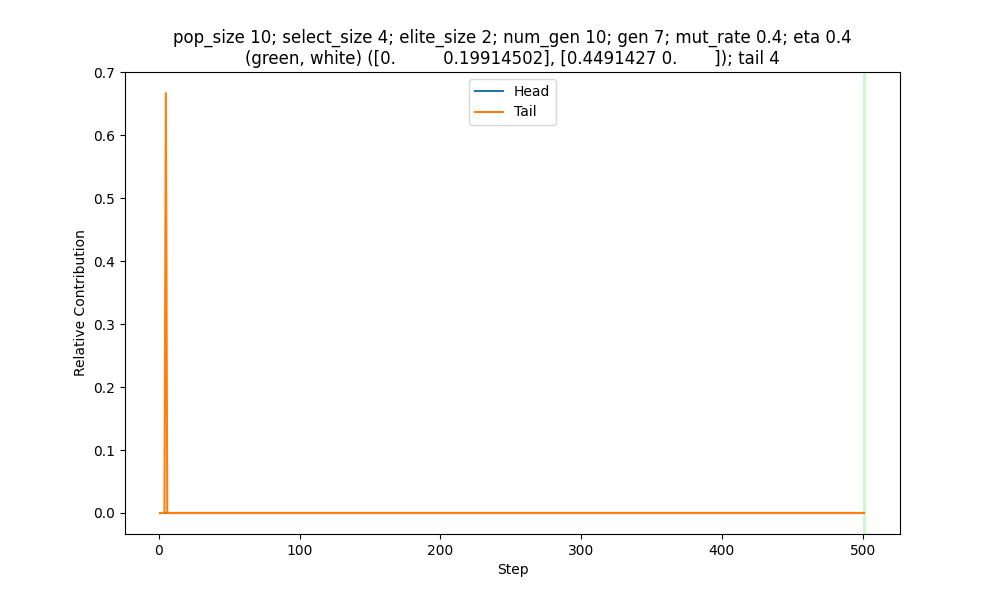 pop_size 10; select_size 4; elite_size 2; num_gen 10; gen 7; mut_rate 0.4; eta 0.4
(green, white) ([0.         0.19914502], [0.4491427 0.       ]); tail 4
Head
Tail
0.7
0.6
0.5
0.4
0.3
0.2
0.1
0.0
Relative Contribution
0 100 200 300 400 500
Step